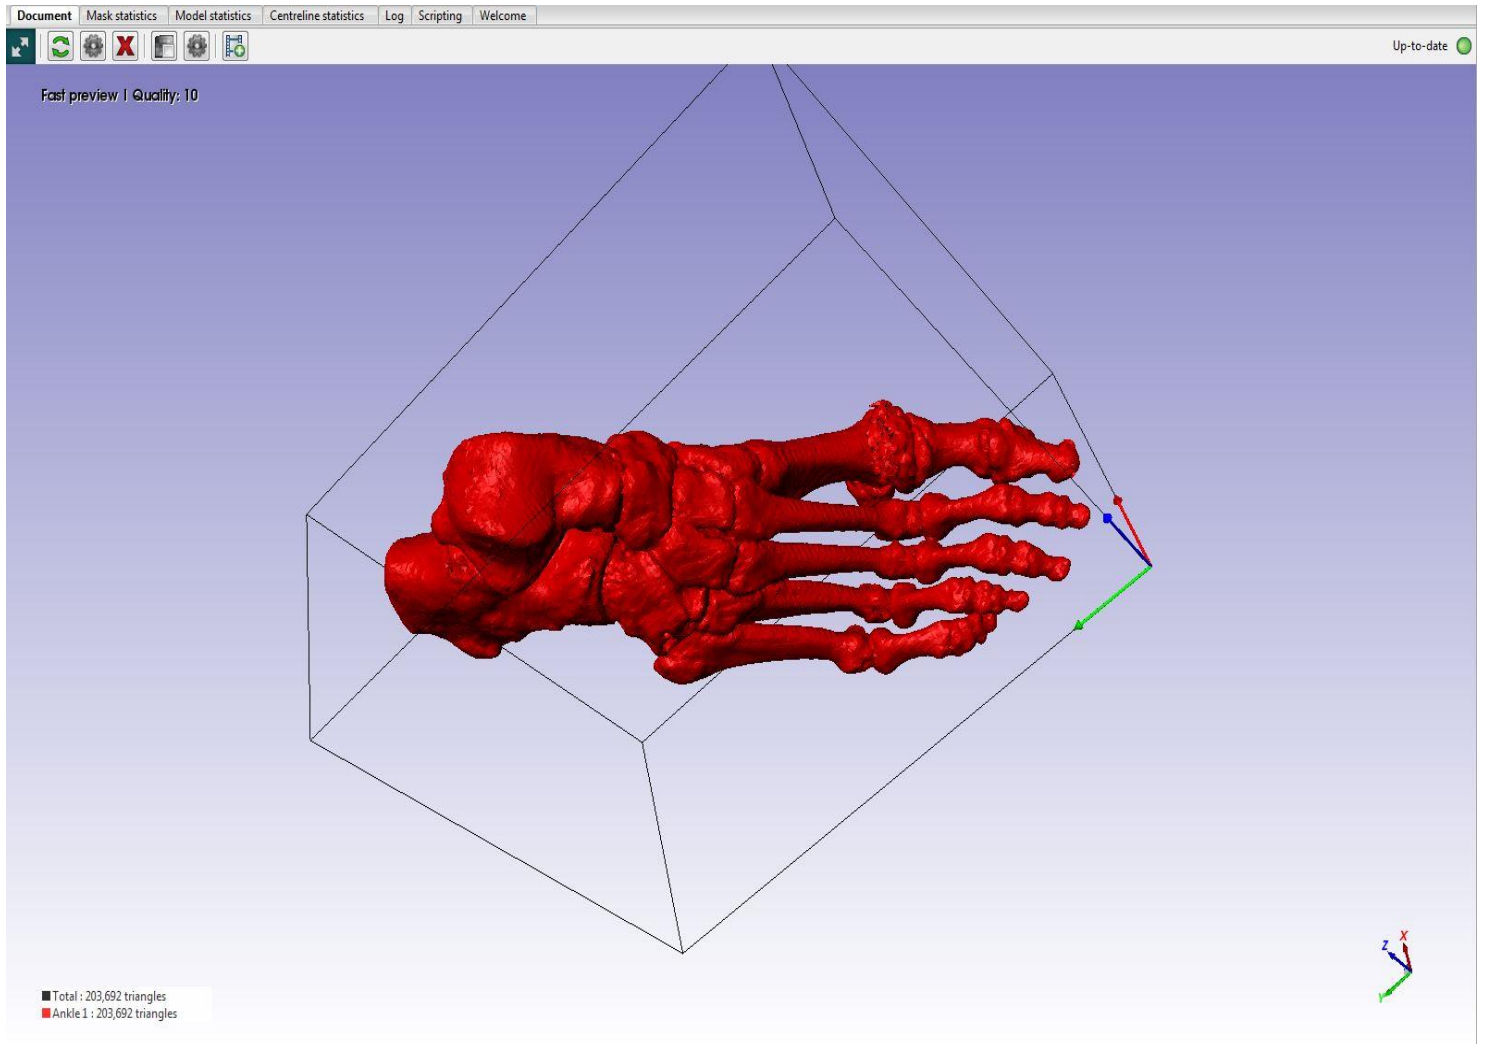 Document Mask statistics Model statistics Centreline statistics Log Scripting Welcome
Up-to-date
Fast preview | Quality: 10
Z X
Y
Total : 203,692 triangles
Ankle 1 : 203,692 triangles